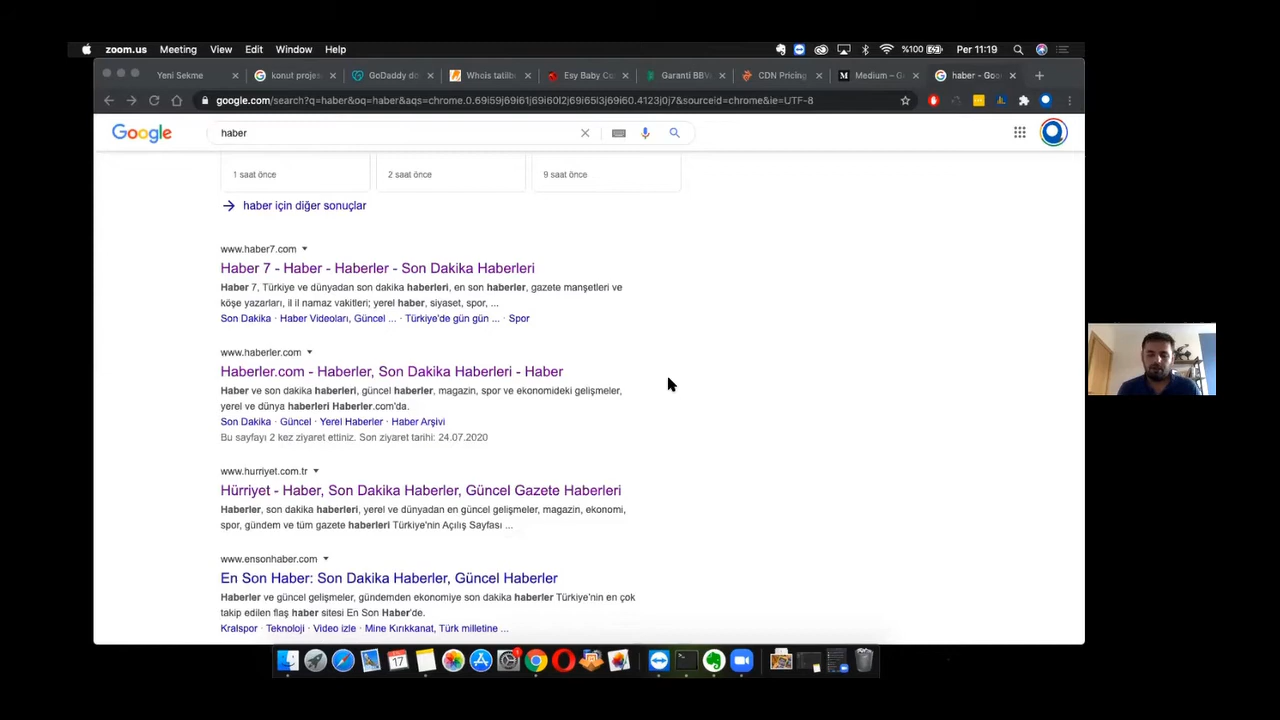 zoom.us Meeting View Edit Window Help %100 Per 11:19
Yeni Sekme konut projes GoDaddy do Whois tatilb Esy Baby Co Garanti BBV CDN Pricing Medium – G haber - Goo
google.com/search?q=haber&oq=haber&aqs=chrome.0.69i59j69i61j69i60l2j69i65l3j69i60.4123j0j7&sourceid=chrome&ie=UTF-8
Google haber
1 saat önce 2 saat önce 9 saat önce
haber için diğer sonuçlar
www.haber7.com
Haber 7 - Haber - Haberler - Son Dakika Haberleri
Haber 7, Türkiye ve dünyadan son dakika haberleri, en son haberler, gazete manşetleri ve
köşe yazarları, il il namaz vakitleri; yerel haber, siyaset, spor, ...
Son Dakika · Haber Videoları, Güncel ... · Türkiye'de gün gün ... · Spor
www.haberler.com
Haberler.com - Haberler, Son Dakika Haberleri - Haber
Haber ve son dakika haberleri, güncel haberler, magazin, spor ve ekonomideki gelişmeler,
yerel ve dünya haberleri Haberler.com'da.
Son Dakika · Güncel · Yerel Haberler · Haber Arşivi
Bu sayfayı 2 kez ziyaret ettiniz. Son ziyaret tarihi: 24.07.2020
www.hurriyet.com.tr
Hürriyet - Haber, Son Dakika Haberler, Güncel Gazete Haberleri
Haberler, son dakika haberleri, yerel ve dünyadan en güncel gelişmeler, magazin, ekonomi,
spor, gündem ve tüm gazete haberleri Türkiye'nin Açılış Sayfası ...
www.ensonhaber.com
En Son Haber: Son Dakika Haberler, Güncel Haberler
Haberler ve güncel gelişmeler, gündemden ekonomiye son dakika haberler Türkiye'nin en çok
takip edilen flaş haber sitesi En Son Haber'de.
Kralspor · Teknoloji · Video izle · Mine Kırıkkanat, Türk milletine ...
17